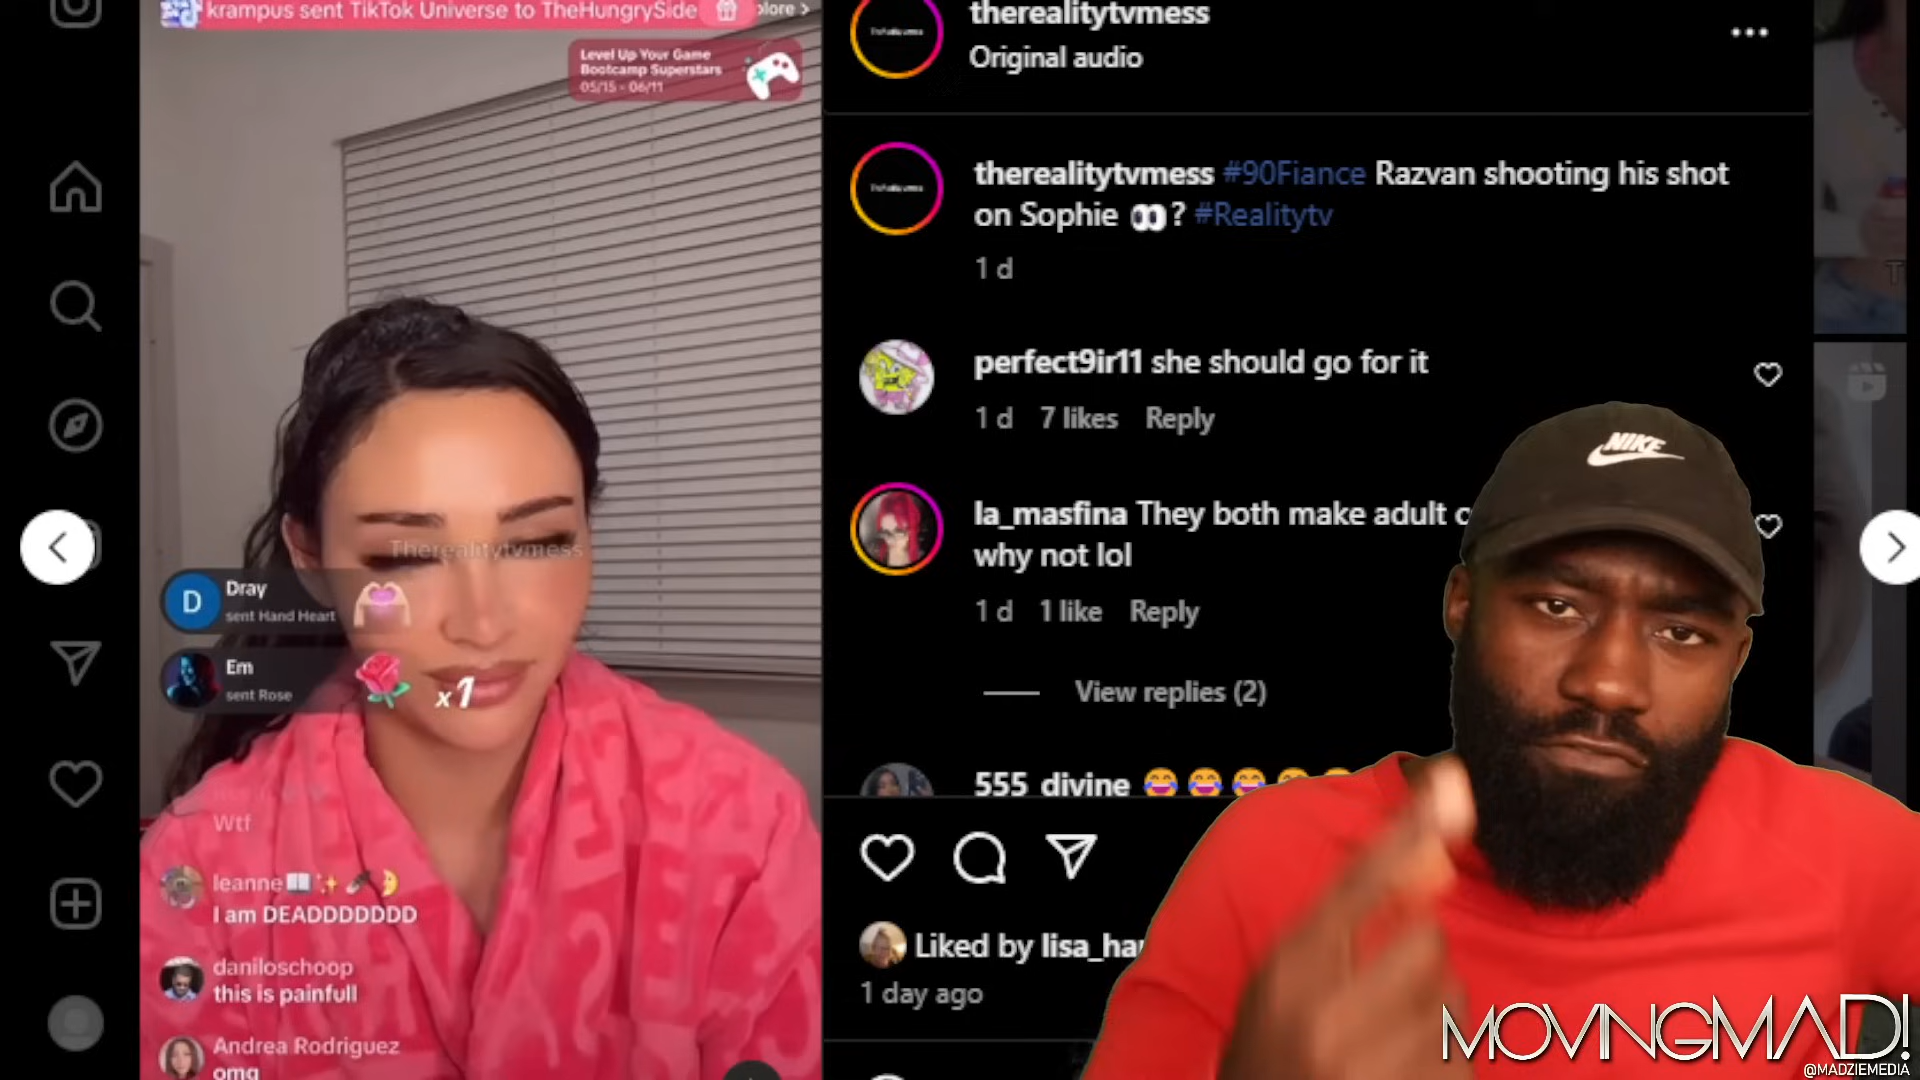 krampus sent TikTok Universe to TheHungrySide
plore >
Level Up Your Game
Bootcamp Superstars
05/15 - 06/11
Therealitytvmess
D
Dray
sent Hand Heart
Em
sent Rose
x1
Wtf
leanne
I am DEADDDDDDD
daniloschoop
this is painfull
Andrea Rodriguez
omg
therealitytvmess
Original audio
therealitytvmess #90Fiance Razvan shooting his shot
on Sophie 👀? #Realitytv
1 d
perfect9ir11 she should go for it
1 d 7 likes Reply
la_masfina They both make adult c
why not lol
1 d 1 like Reply
View replies (2)
555_divine 😂😂😂😂😂
Liked by lisa_ha
1 day ago
NIKE
MOVINGMAD!
@MADZIEMEDIA